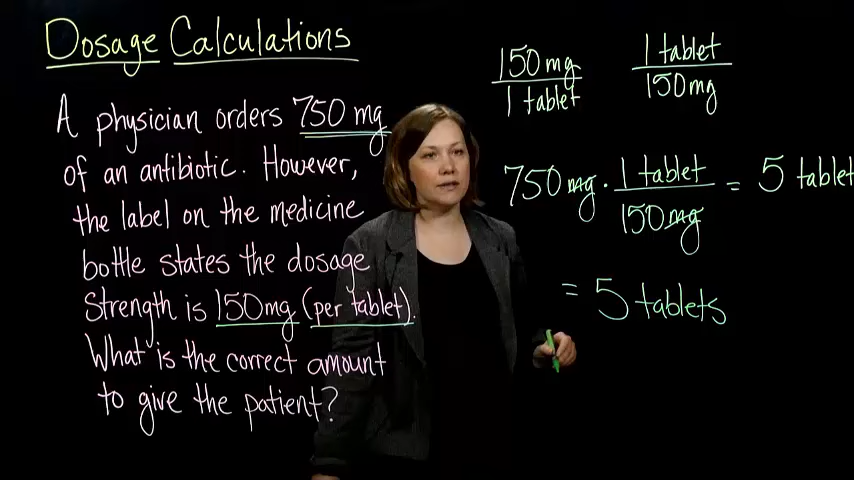 Dosage Calculations
A physician orders 750 mg
of an antibiotic. However,
the label on the medicine
bottle states the dosage
Strength is 150mg (per tablet).
What is the correct amount
to give the patient?
150 mg
1 tablet
1 tablet
150 mg
750 mg · 1 tablet = 5 tablet
150 mg
= 5 tablets